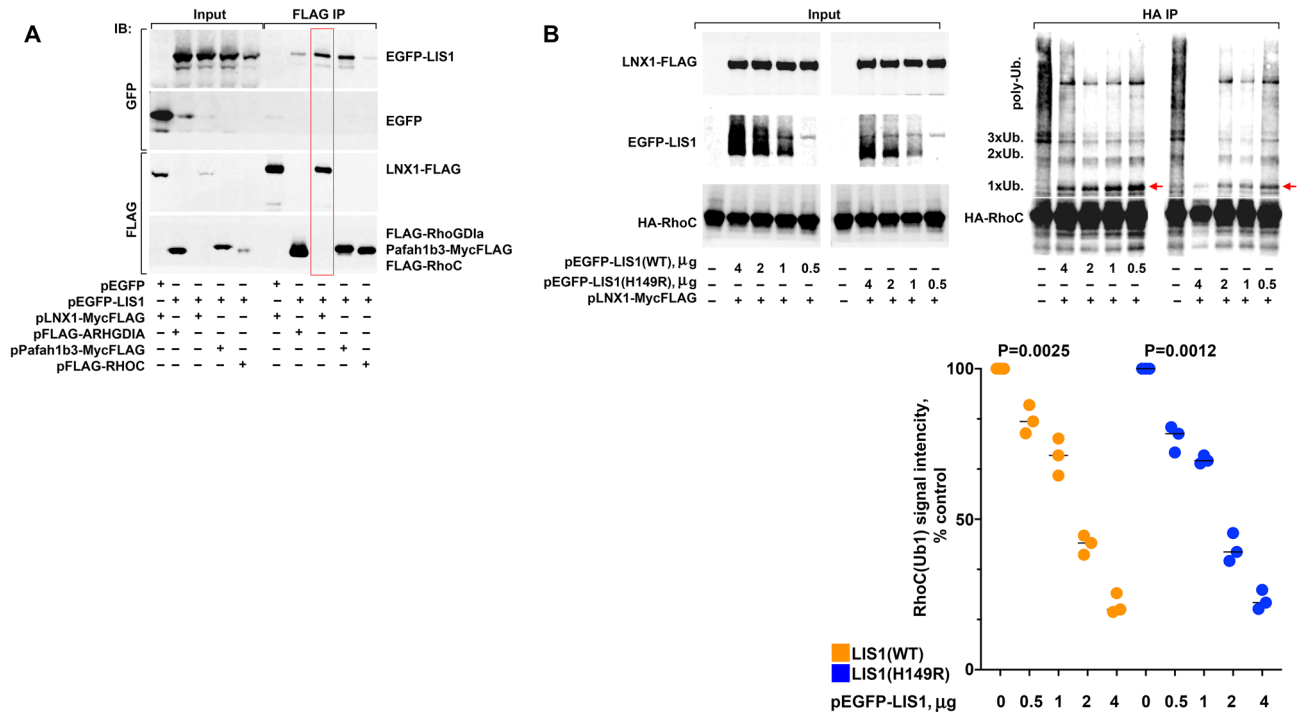 A
IB:
Input
FLAG IP
GFP
FLAG
EGFP-LIS1
EGFP
LNX1-FLAG
FLAG-RhoGDIa
Pafah1b3-MycFLAG
FLAG-RhoC
pEGFP + – – – – + – – – –
pEGFP-LIS1 – + + + + – + + + +
pLNX1-MycFLAG + – + – – + – + – –
pFLAG-ARHGDIA – + – – – – + – – –
pPafah1b3-MycFLAG – – – + – – – – + –
pFLAG-RHOC – – – – + – – – – +
B
Input
HA IP
LNX1-FLAG
EGFP-LIS1
HA-RhoC
poly-Ub.
3xUb.
2xUb.
1xUb.
HA-RhoC
pEGFP-LIS1(WT), μg – 4 2 1 0.5 – – – – – – 4 2 1 0.5 – – – – –
pEGFP-LIS1(H149R), μg – – – – – – 4 2 1 0.5 – – – – – – 4 2 1 0.5
pLNX1-MycFLAG – + + + + – + + + + – + + + + – + + + +
P=0.0025
P=0.0012
RhoC(Ub1) signal intensity,
% control
100
50
0
LIS1(WT)
LIS1(H149R)
pEGFP-LIS1, μg 0 0.5 1 2 4 0 0.5 1 2 4